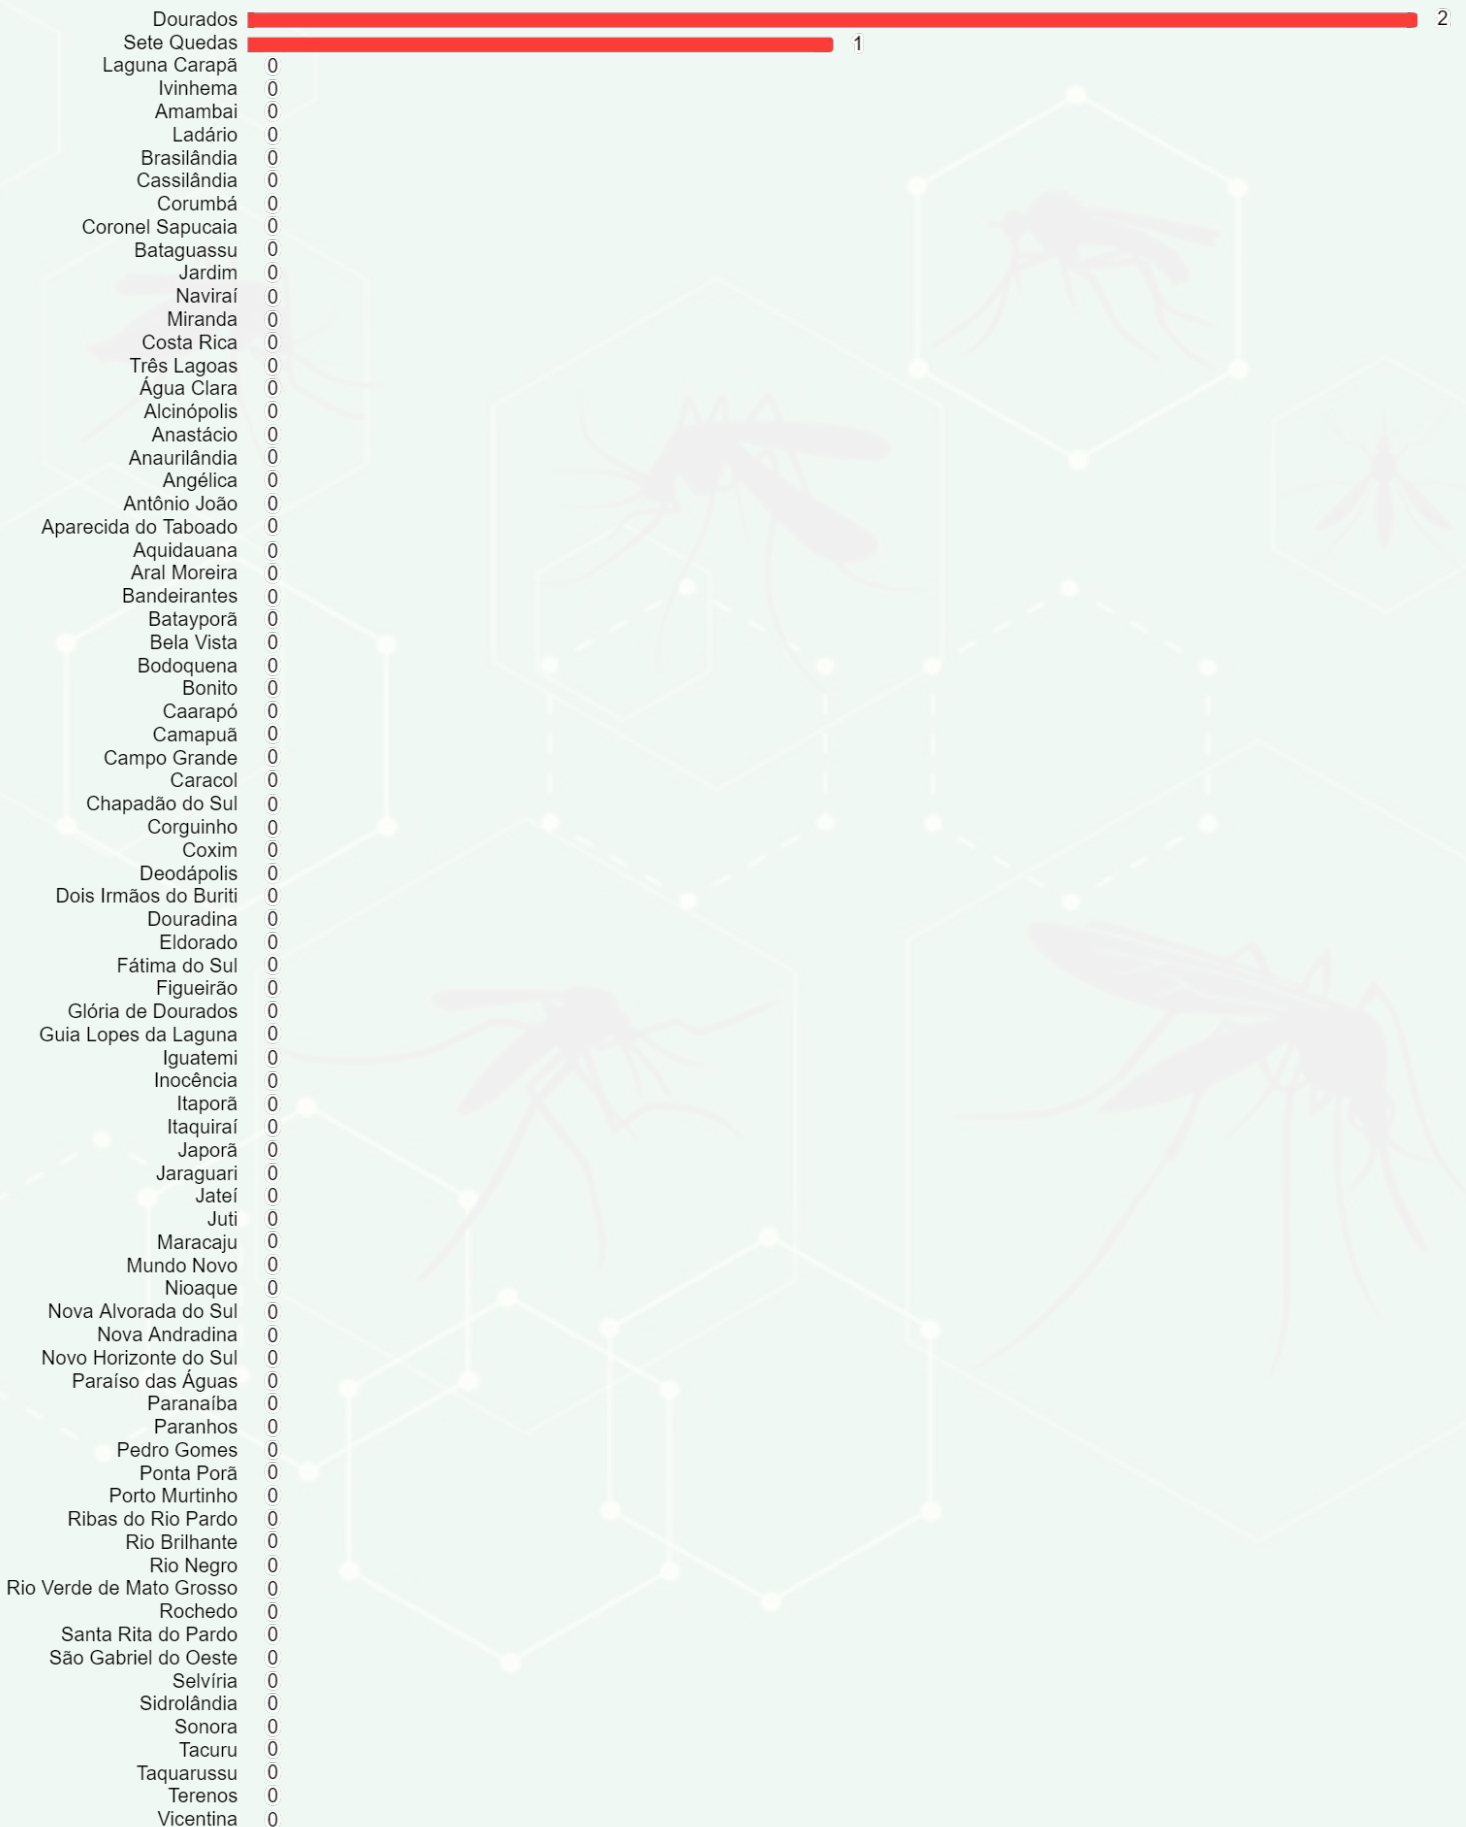 Dourados 2
Sete Quedas 1
Laguna Carapã 0
Ivinhema 0
Amambai 0
Ladário 0
Brasilândia 0
Cassilândia 0
Corumbá 0
Coronel Sapucaia 0
Bataguassu 0
Jardim 0
Naviraí 0
Miranda 0
Costa Rica 0
Três Lagoas 0
Água Clara 0
Alcinópolis 0
Anastácio 0
Anaurilândia 0
Angélica 0
Antônio João 0
Aparecida do Taboado 0
Aquidauana 0
Aral Moreira 0
Bandeirantes 0
Batayporã 0
Bela Vista 0
Bodoquena 0
Bonito 0
Caarapó 0
Camapuã 0
Campo Grande 0
Caracol 0
Chapadão do Sul 0
Corguinho 0
Coxim 0
Deodápolis 0
Dois Irmãos do Buriti 0
Douradina 0
Eldorado 0
Fátima do Sul 0
Figueirão 0
Glória de Dourados 0
Guia Lopes da Laguna 0
Iguatemi 0
Inocência 0
Itaporã 0
Itaquiraí 0
Japorã 0
Jaraguari 0
Jateí 0
Juti 0
Maracaju 0
Mundo Novo 0
Nioaque 0
Nova Alvorada do Sul 0
Nova Andradina 0
Novo Horizonte do Sul 0
Paraíso das Águas 0
Paranaíba 0
Paranhos 0
Pedro Gomes 0
Ponta Porã 0
Porto Murtinho 0
Ribas do Rio Pardo 0
Rio Brilhante 0
Rio Negro 0
Rio Verde de Mato Grosso 0
Rochedo 0
Santa Rita do Pardo 0
São Gabriel do Oeste 0
Selvíria 0
Sidrolândia 0
Sonora 0
Tacuru 0
Taquarussu 0
Terenos 0
Vicentina 0